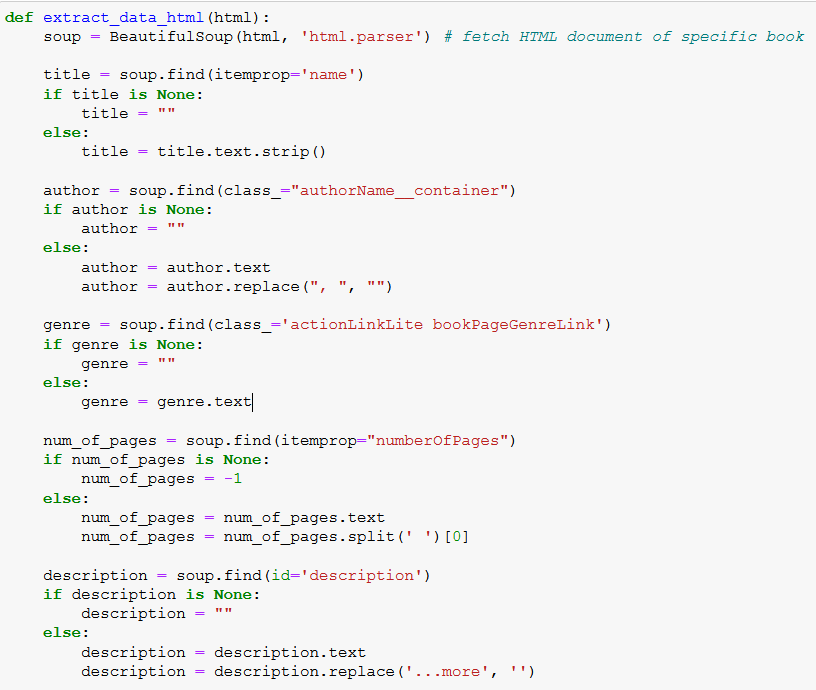 def extract_data_html(html):
    soup = BeautifulSoup(html, 'html.parser') # fetch HTML document of specific book
    title = soup.find(itemprop='name')
    if title is None:
        title = ""
    else:
        title = title.text.strip()
    author = soup.find(class_="authorName__container")
    if author is None:
        author = ""
    else:
        author = author.text
        author = author.replace(", ", "")
    genre = soup.find(class_='actionLinkLite bookPageGenreLink')
    if genre is None:
        genre = ""
    else:
        genre = genre.text
    num_of_pages = soup.find(itemprop="numberOfPages")
    if num_of_pages is None:
        num_of_pages = -1
    else:
        num_of_pages = num_of_pages.text
        num_of_pages = num_of_pages.split(' ')[0]
    description = soup.find(id='description')
    if description is None:
        description = ""
    else:
        description = description.text
        description = description.replace('...more', '')